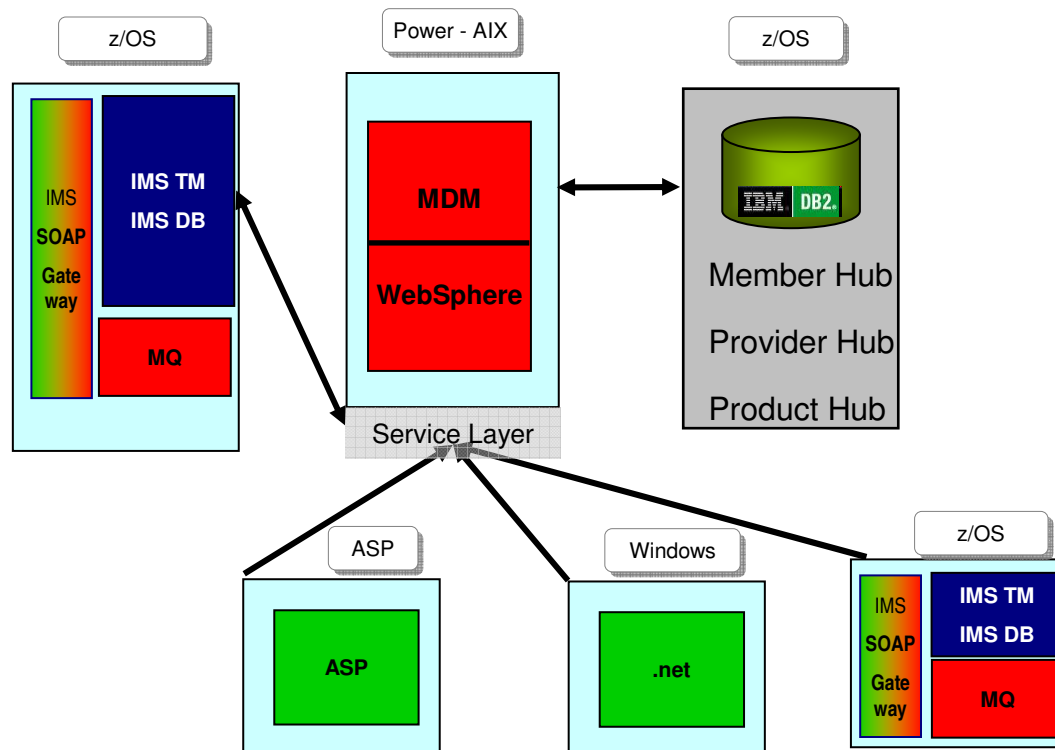 z/OS
Power - AIX
z/OS
IMS
SOAP
Gate
way
IMS TM
IMS DB
MQ
MDM
WebSphere
IBM.
DB2.
Member Hub
Provider Hub
Product Hub
Service Layer
ASP
Windows
z/OS
ASP
.net
IMS
SOAP
Gate
way
IMS TM
IMS DB
MQ